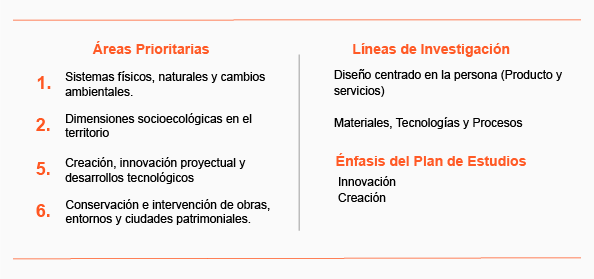 Áreas Prioritarias
1. Sistemas físicos, naturales y cambios
ambientales.
2. Dimensiones socioecológicas en el
territorio
5. Creación, innovación proyectual y
desarrollos tecnológicos
6. Conservación e intervención de obras,
entornos y ciudades patrimoniales.
Líneas de Investigación
Diseño centrado en la persona (Producto y
servicios)
Materiales, Tecnologías y Procesos
Énfasis del Plan de Estudios
Innovación
Creación